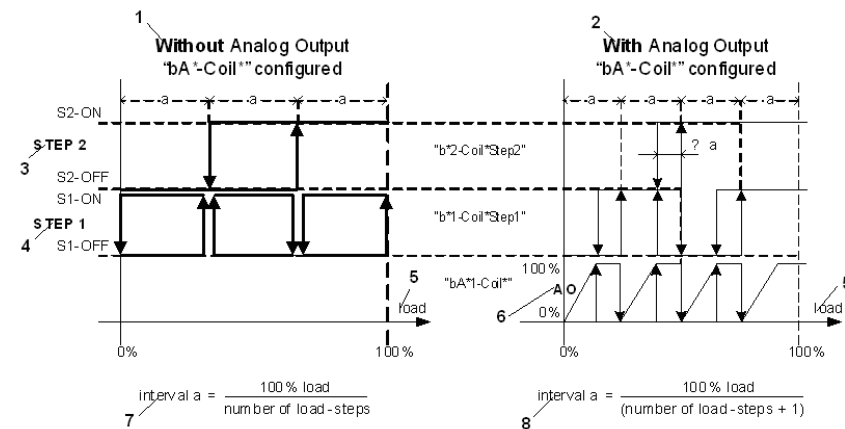 1
Without Analog Output
"bA*-Coil*" configured
2
With Analog Output
"bA*-Coil*" configured
a a a
a a a a
S2-ON
STEP 2
3
S2-OFF
S1-ON
STEP 1
4
S1-OFF
"b*2-Coil*Step2"
"b*1-Coil*Step1"
"bA*1-Coil*"
? a
100 %
AO
0%
6
5
load
5
load
0%
100 %
0%
100 %
interval a = 100 % load
number of load-steps
7
interval a = 100 % load
(number of load-steps + 1)
8